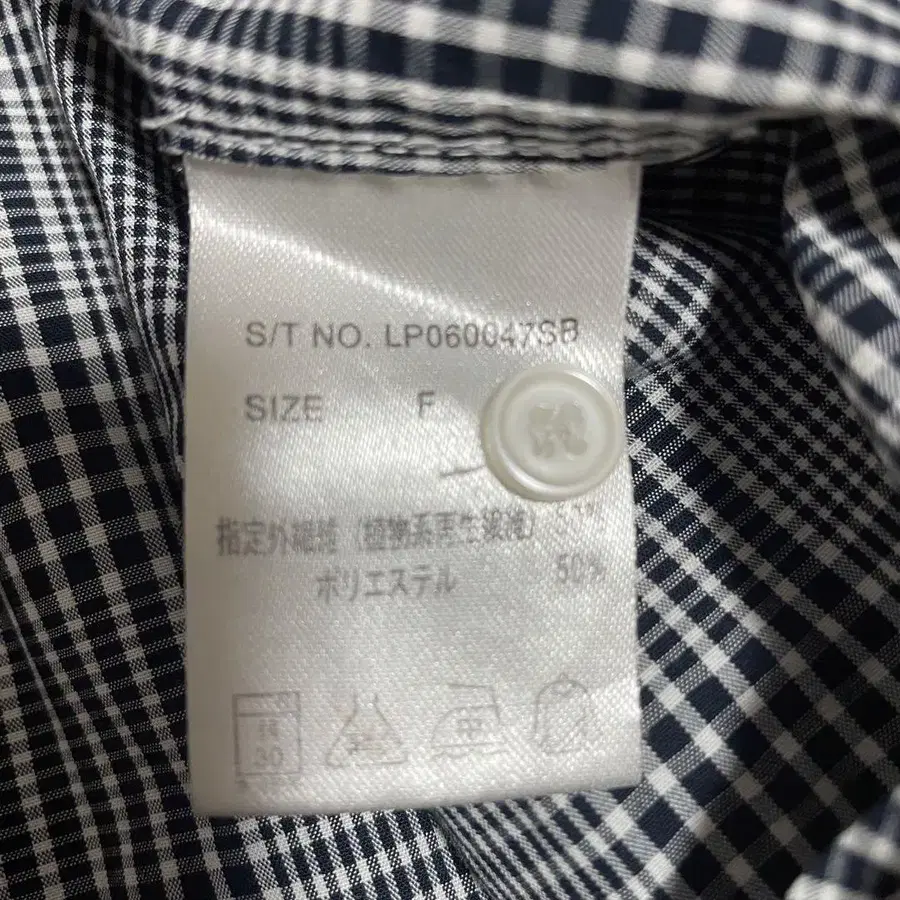 S/T NO. LP060047SB
SIZE F
指定外繊維（植物系再生繊維）
ポリエステル 50%
30